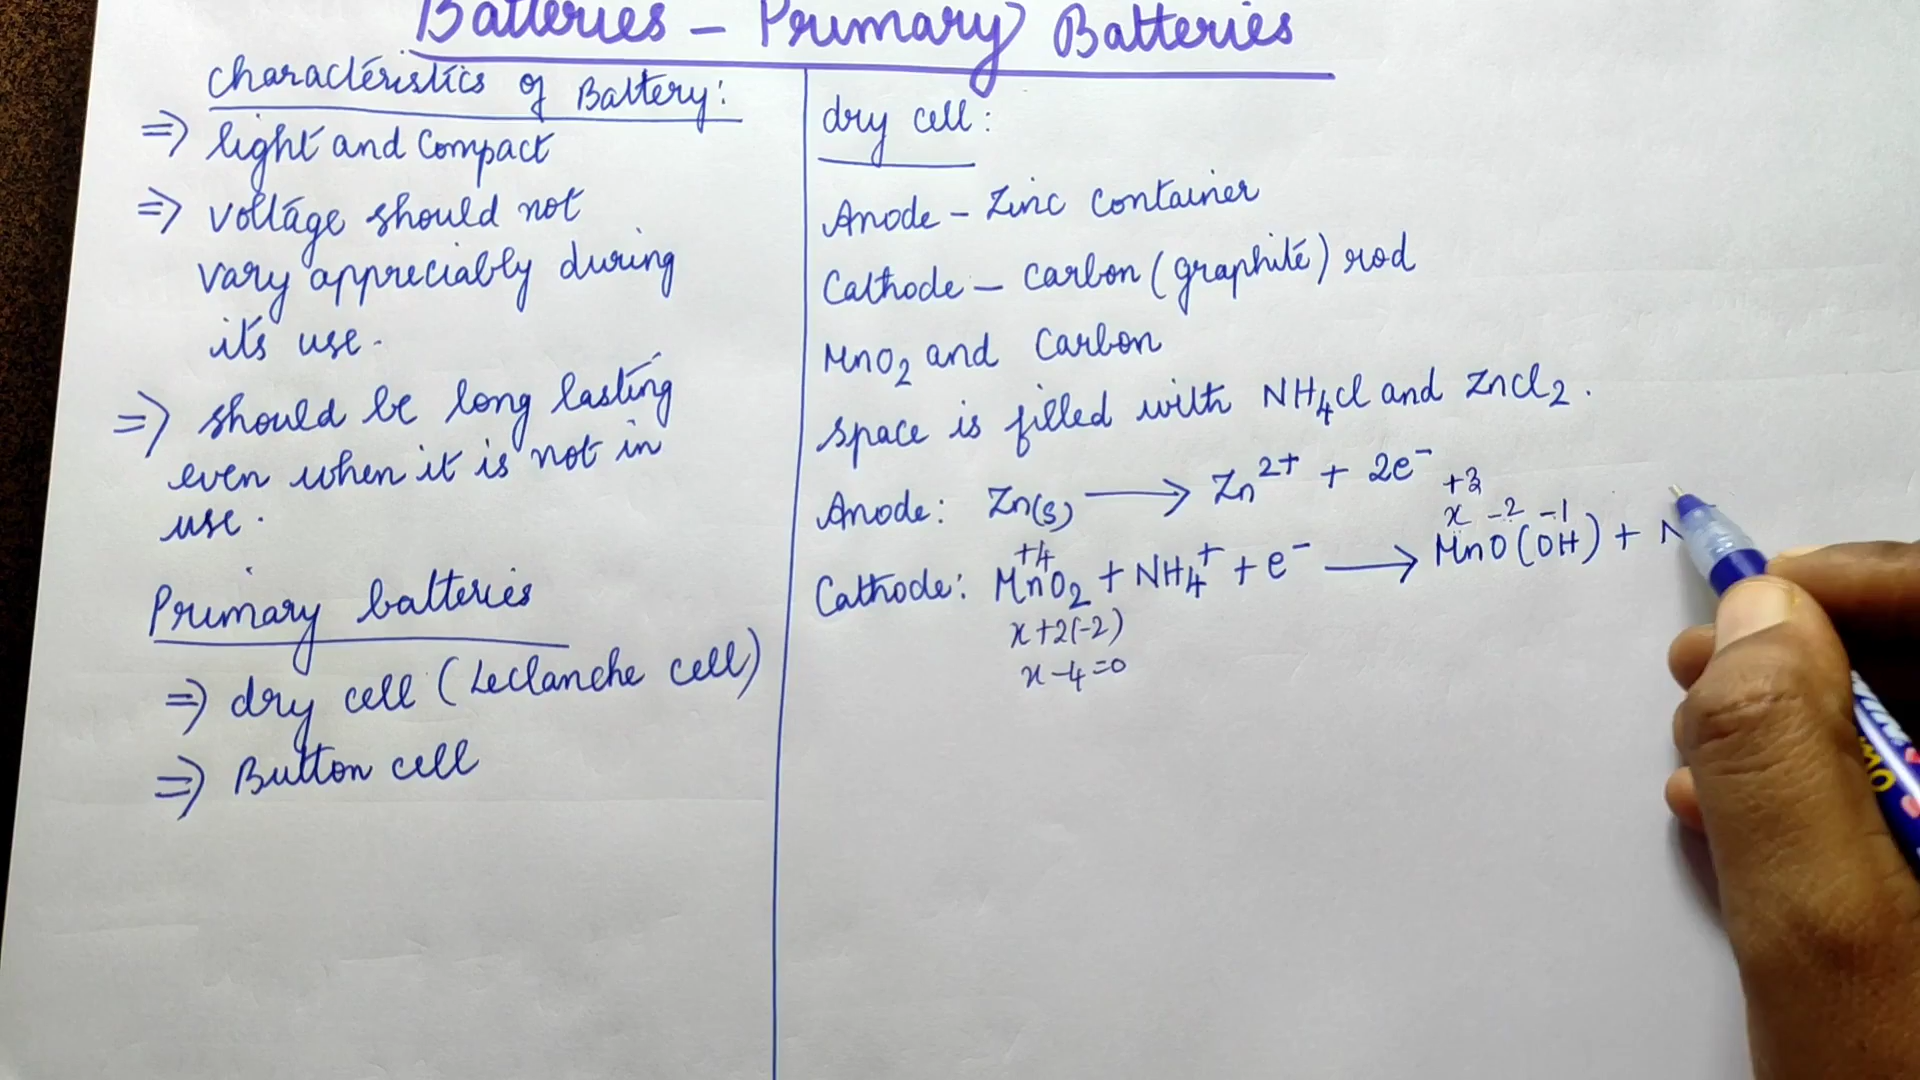 Batteries - Primary Batteries
Characteristics of Battery:
⇒ light and compact
⇒ voltage should not
vary appreciably during
its use.
⇒ should be long lasting
even when it is not in
use.
Primary batteries
⇒ dry cell (Leclanche cell)
⇒ Button cell
dry cell:
Anode - Zinc container
Cathode - Carbon (graphite) rod
MnO₂ and Carbon
space is filled with NH₄Cl and ZnCl₂.
Anode: Zn(s) ⟶ Zn²⁺ + 2e⁻
+3
x -2 -1
+4
Cathode: MnO₂ + NH₄⁺ + e⁻ ⟶ MnO(OH) + N
x+2(-2)
x-4=0